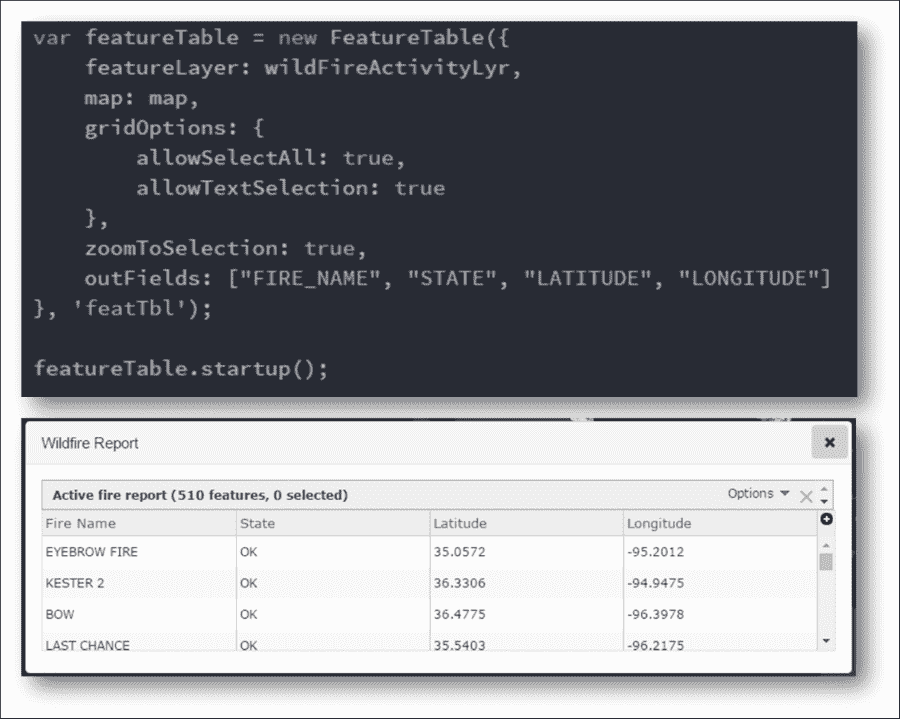 var featureTable = new FeatureTable({
    featureLayer: wildFireActivityLyr,
    map: map,
    gridOptions: {
        allowSelectAll: true,
        allowTextSelection: true
    },
    zoomToSelection: true,
    outFields: ["FIRE_NAME", "STATE", "LATITUDE", "LONGITUDE"]
}, 'featTbl');

featureTable.startup();
Wildfire Report
Active fire report (510 features, 0 selected) Options
Fire Name State Latitude Longitude
EYEBROW FIRE OK 35.0572 -95.2012
KESTER 2 OK 36.3306 -94.9475
BOW OK 36.4775 -96.3978
LAST CHANCE OK 35.5403 -96.2175